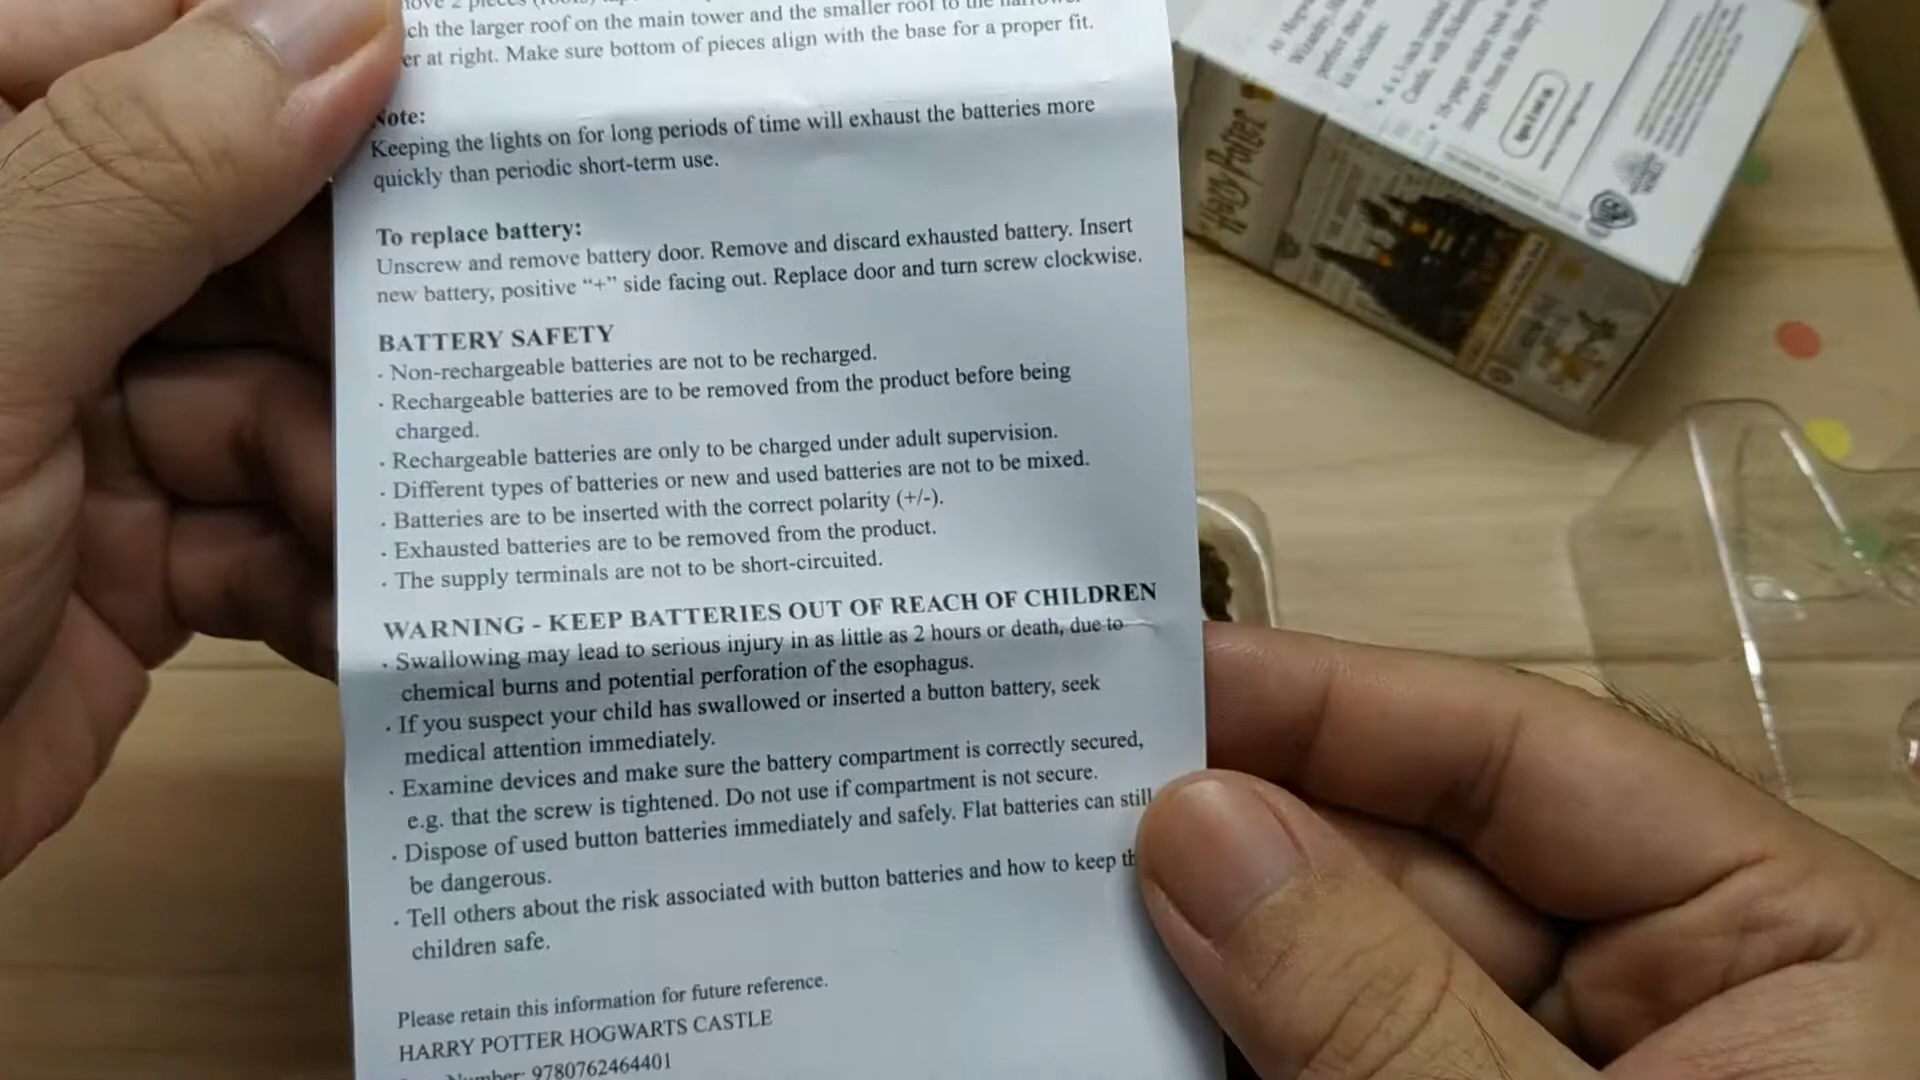 ch the larger roof on the main tower and the smaller roof to the narrower
er at right. Make sure bottom of pieces align with the base for a proper fit.
Note:
Keeping the lights on for long periods of time will exhaust the batteries more
quickly than periodic short-term use.
To replace battery:
Unscrew and remove battery door. Remove and discard exhausted battery. Insert
new battery, positive “+” side facing out. Replace door and turn screw clockwise.
BATTERY SAFETY
· Non-rechargeable batteries are not to be recharged.
· Rechargeable batteries are to be removed from the product before being
charged.
· Rechargeable batteries are only to be charged under adult supervision.
· Different types of batteries or new and used batteries are not to be mixed.
· Batteries are to be inserted with the correct polarity (+/-).
· Exhausted batteries are to be removed from the product.
· The supply terminals are not to be short-circuited.
WARNING - KEEP BATTERIES OUT OF REACH OF CHILDREN
· Swallowing may lead to serious injury in as little as 2 hours or death, due to
chemical burns and potential perforation of the esophagus.
· If you suspect your child has swallowed or inserted a button battery, seek
medical attention immediately.
· Examine devices and make sure the battery compartment is correctly secured,
e.g. that the screw is tightened. Do not use if compartment is not secure.
· Dispose of used button batteries immediately and safely. Flat batteries can still
be dangerous.
· Tell others about the risk associated with button batteries and how to keep th
children safe.
Please retain this information for future reference.
HARRY POTTER HOGWARTS CASTLE
Number: 9780762464401
Harry Potter